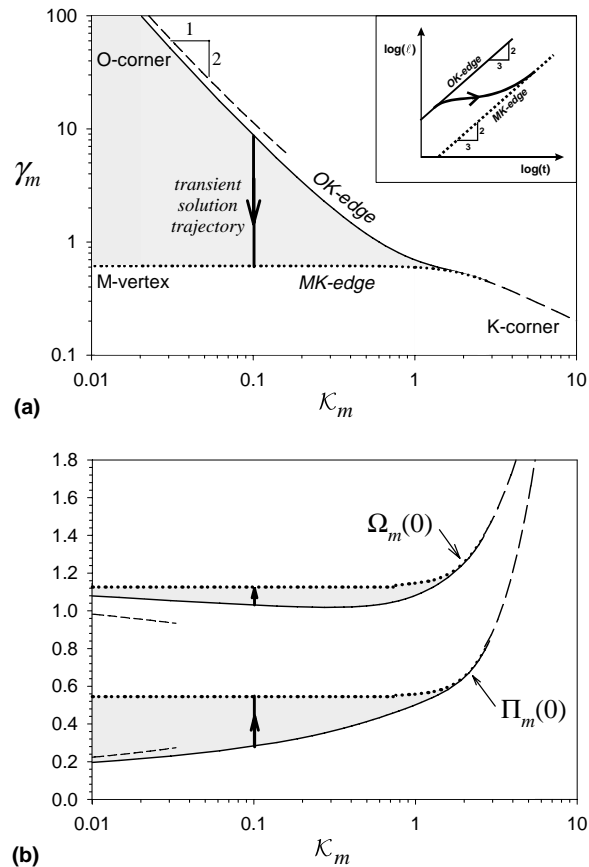 100
10
1
0.1
γm
O-corner
1
2
OK-edge
transient
solution
trajectory
M-vertex
MK-edge
K-corner
log(ℓ)
OK-edge
3
2
MK-edge
3
2
log(t)
0.01
0.1
1
10
(a)
𝒦m
1.8
1.6
1.4
1.2
1.0
0.8
0.6
0.4
0.2
0.0
Ωm(0)
Πm(0)
0.01
0.1
1
10
(b)
𝒦m